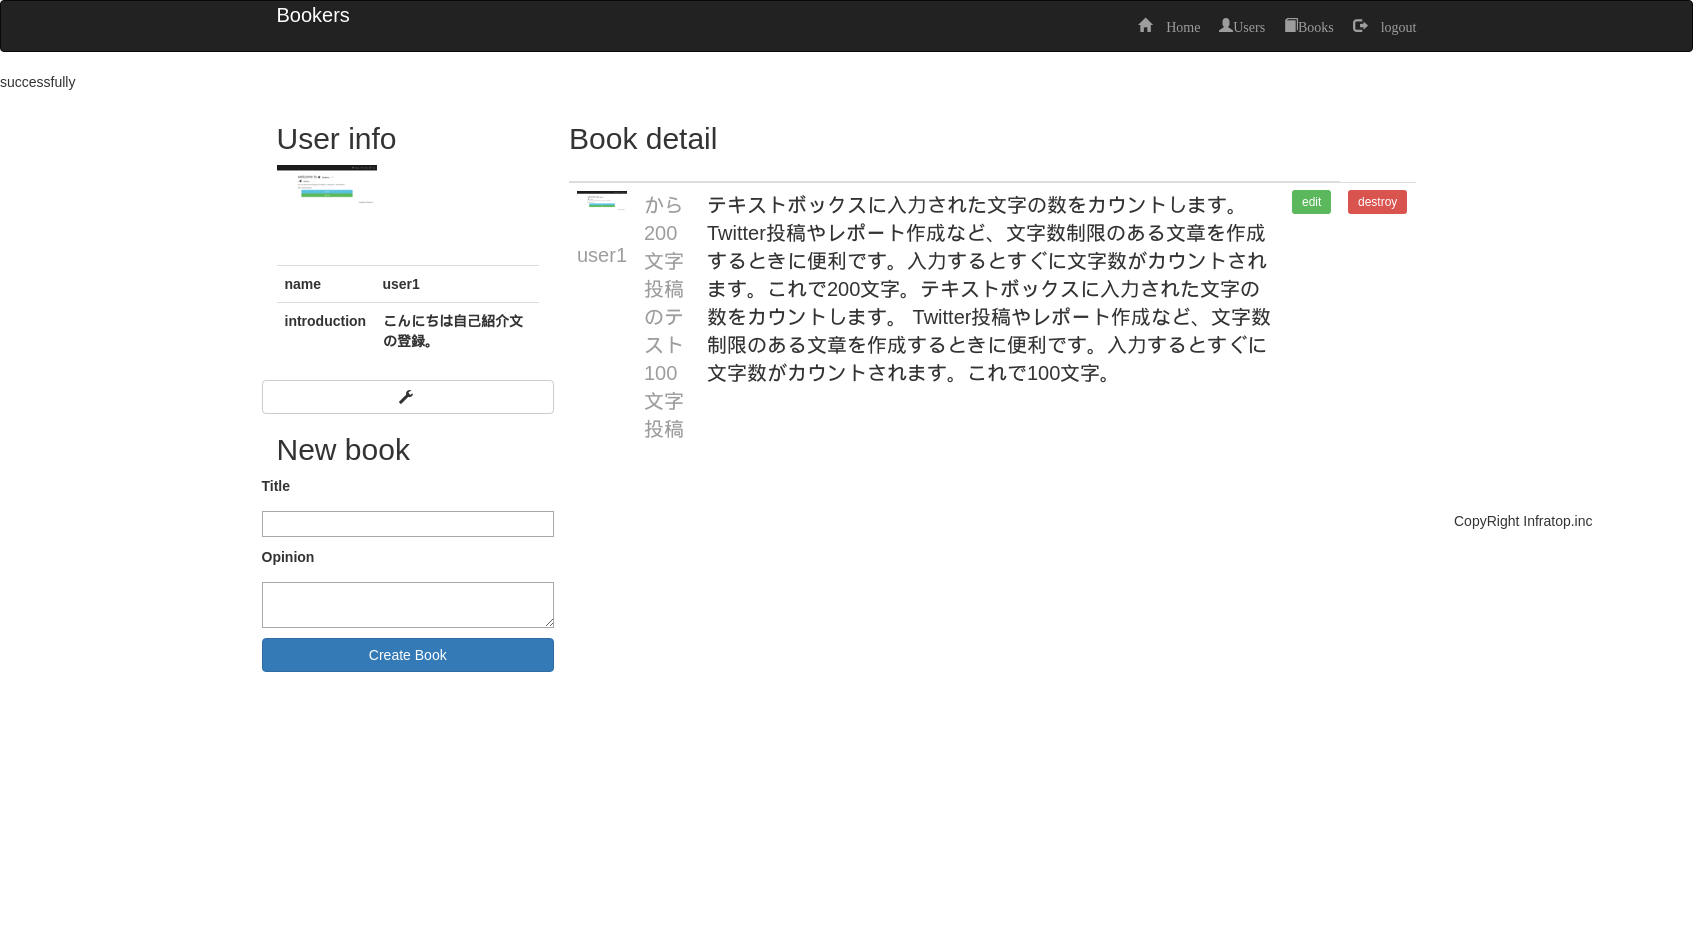 Bookers
Home Users Books logout
successfully
User info
name user1
introduction こんにちは自己紹介文
の登録。
New book
Title
Opinion
Create Book
Book detail
user1
から
200
文字
投稿
のテ
スト
100
文字
投稿
テキストボックスに入力された文字の数をカウントします。
Twitter投稿やレポート作成など、文字数制限のある文章を作成
するときに便利です。入力するとすぐに文字数がカウントされ
ます。これで200文字。テキストボックスに入力された文字の
数をカウントします。 Twitter投稿やレポート作成など、文字数
制限のある文章を作成するときに便利です。入力するとすぐに
文字数がカウントされます。これで100文字。
edit destroy
CopyRight Infratop.inc